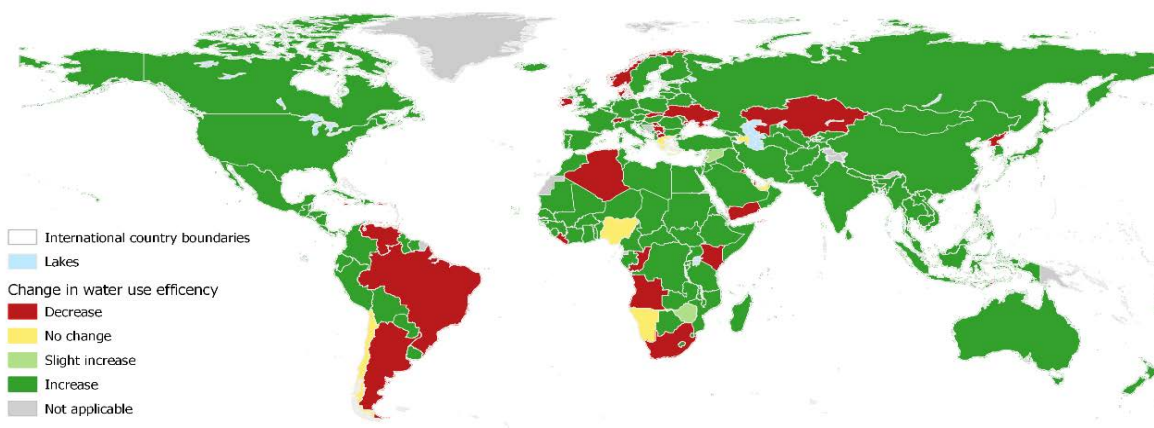 International country boundaries
Lakes
Change in water use efficency
Decrease
No change
Slight increase
Increase
Not applicable